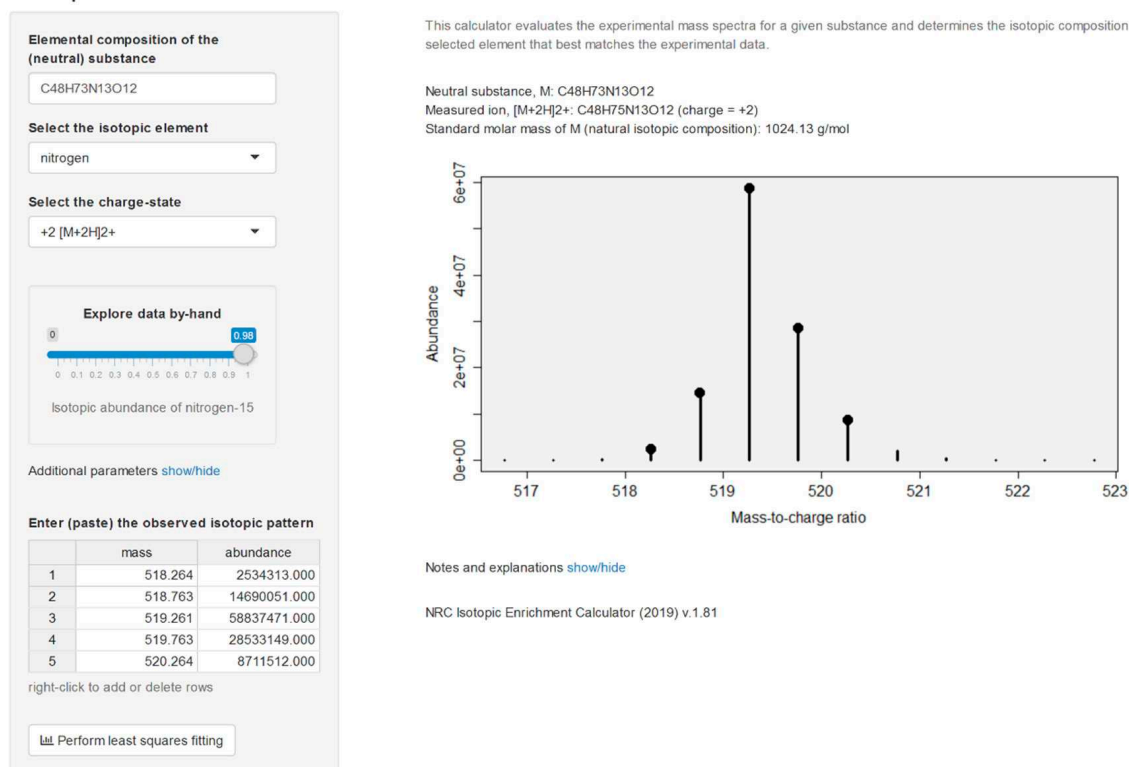 Elemental composition of the
(neutral) substance
C48H73N13O12
Select the isotopic element
nitrogen
Select the charge-state
+2 [M+2H]2+
Explore data by-hand
0
0.98
0 0.1 0.2 0.3 0.4 0.5 0.6 0.7 0.8 0.9 1
Isotopic abundance of nitrogen-15
Additional parameters show/hide
Enter (paste) the observed isotopic pattern
mass abundance
1 518.264 2534313.000
2 518.763 14690051.000
3 519.261 58837471.000
4 519.763 28533149.000
5 520.264 8711512.000
right-click to add or delete rows
Perform least squares fitting
This calculator evaluates the experimental mass spectra for a given substance and determines the isotopic composition
selected element that best matches the experimental data.
Neutral substance, M: C48H73N13O12
Measured ion, [M+2H]2+: C48H75N13O12 (charge = +2)
Standard molar mass of M (natural isotopic composition): 1024.13 g/mol
Abundance
6e+07
4e+07
2e+07
0e+00
517 518 519 520 521 522 523
Mass-to-charge ratio
Notes and explanations show/hide
NRC Isotopic Enrichment Calculator (2019) v.1.81